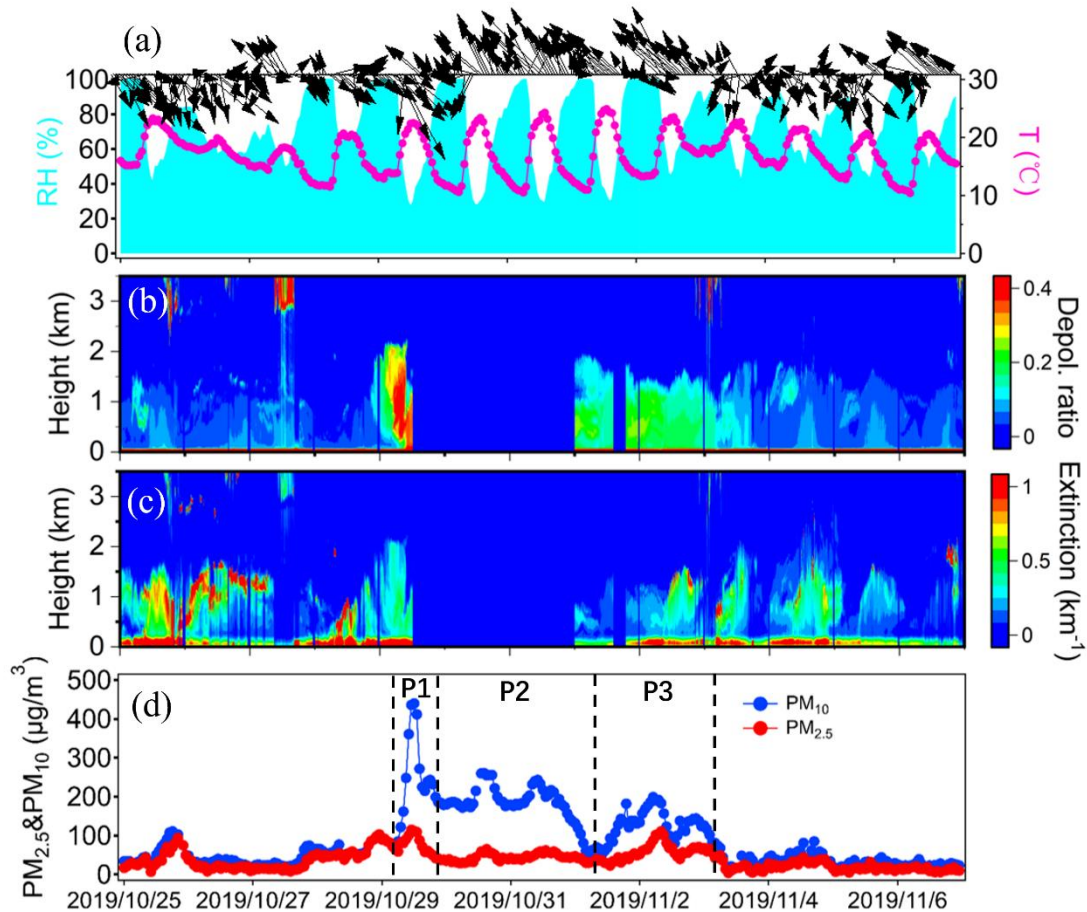 (a)
100
80
60
40
20
0
RH (%)
30
20
10
0
T (℃)
(b)
3
2
1
0
Height (km)
0.4
0.2
0
Depol. ratio
(c)
3
2
1
0
Height (km)
1
0.5
0
Extinction (km⁻¹)
(d)
500
400
300
200
100
0
PM₂.₅&PM₁₀ (μg/m³)
P1
P2
P3
PM₁₀
PM₂.₅
2019/10/25 2019/10/27 2019/10/29 2019/10/31 2019/11/2 2019/11/4 2019/11/6